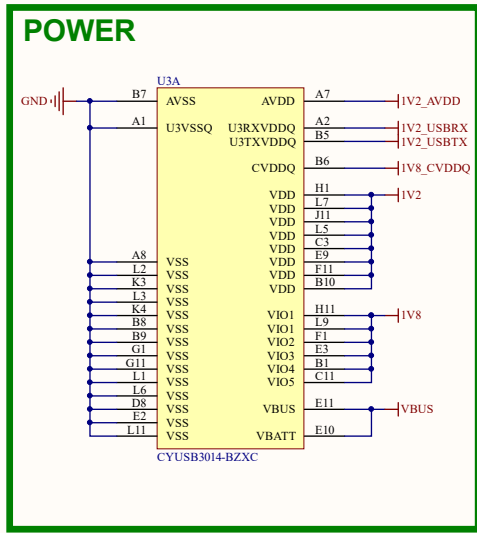 POWER
U3A
GND
B7 AVSS AVDD A7 1V2_AVDD
A1 U3VSSQ U3RXVDDQ A2 1V2_USBRX
U3TXVDDQ B5 1V2_USBTX
CVDDQ B6 1V8_CVDDQ
VDD H1 1V2
VDD L7
VDD J11
VDD L5
VDD C3
A8 VSS VDD E9
L2 VSS VDD F11
K3 VSS VDD B10
L3 VSS
K4 VSS VIO1 H11 1V8
B8 VSS VIO1 L9
B9 VSS VIO2 F1
G1 VSS VIO3 E3
G11 VSS VIO4 B1
L1 VSS VIO5 C11
L6 VSS
D8 VSS VBUS E11 VBUS
E2 VSS
L11 VSS VBATT E10
CYUSB3014-BZXC